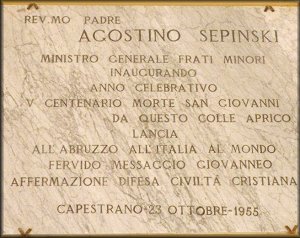 REV.MO PADRE
AGOSTINO SEPINSKI
MINISTRO GENERALE FRATI MINORI
INAUGURANDO
ANNO CELEBRATIVO
V CENTENARIO MORTE SAN GIOVANNI
DA QUESTO COLLE APRICO
LANCIA
ALL'ABRUZZO ALL'ITALIA AL MONDO
FERVIDO MESSAGGIO GIOVANNEO
AFFERMAZIONE DIFESA CIVILTÀ CRISTIANA
CAPESTRANO-23 OTTOBRE-1955